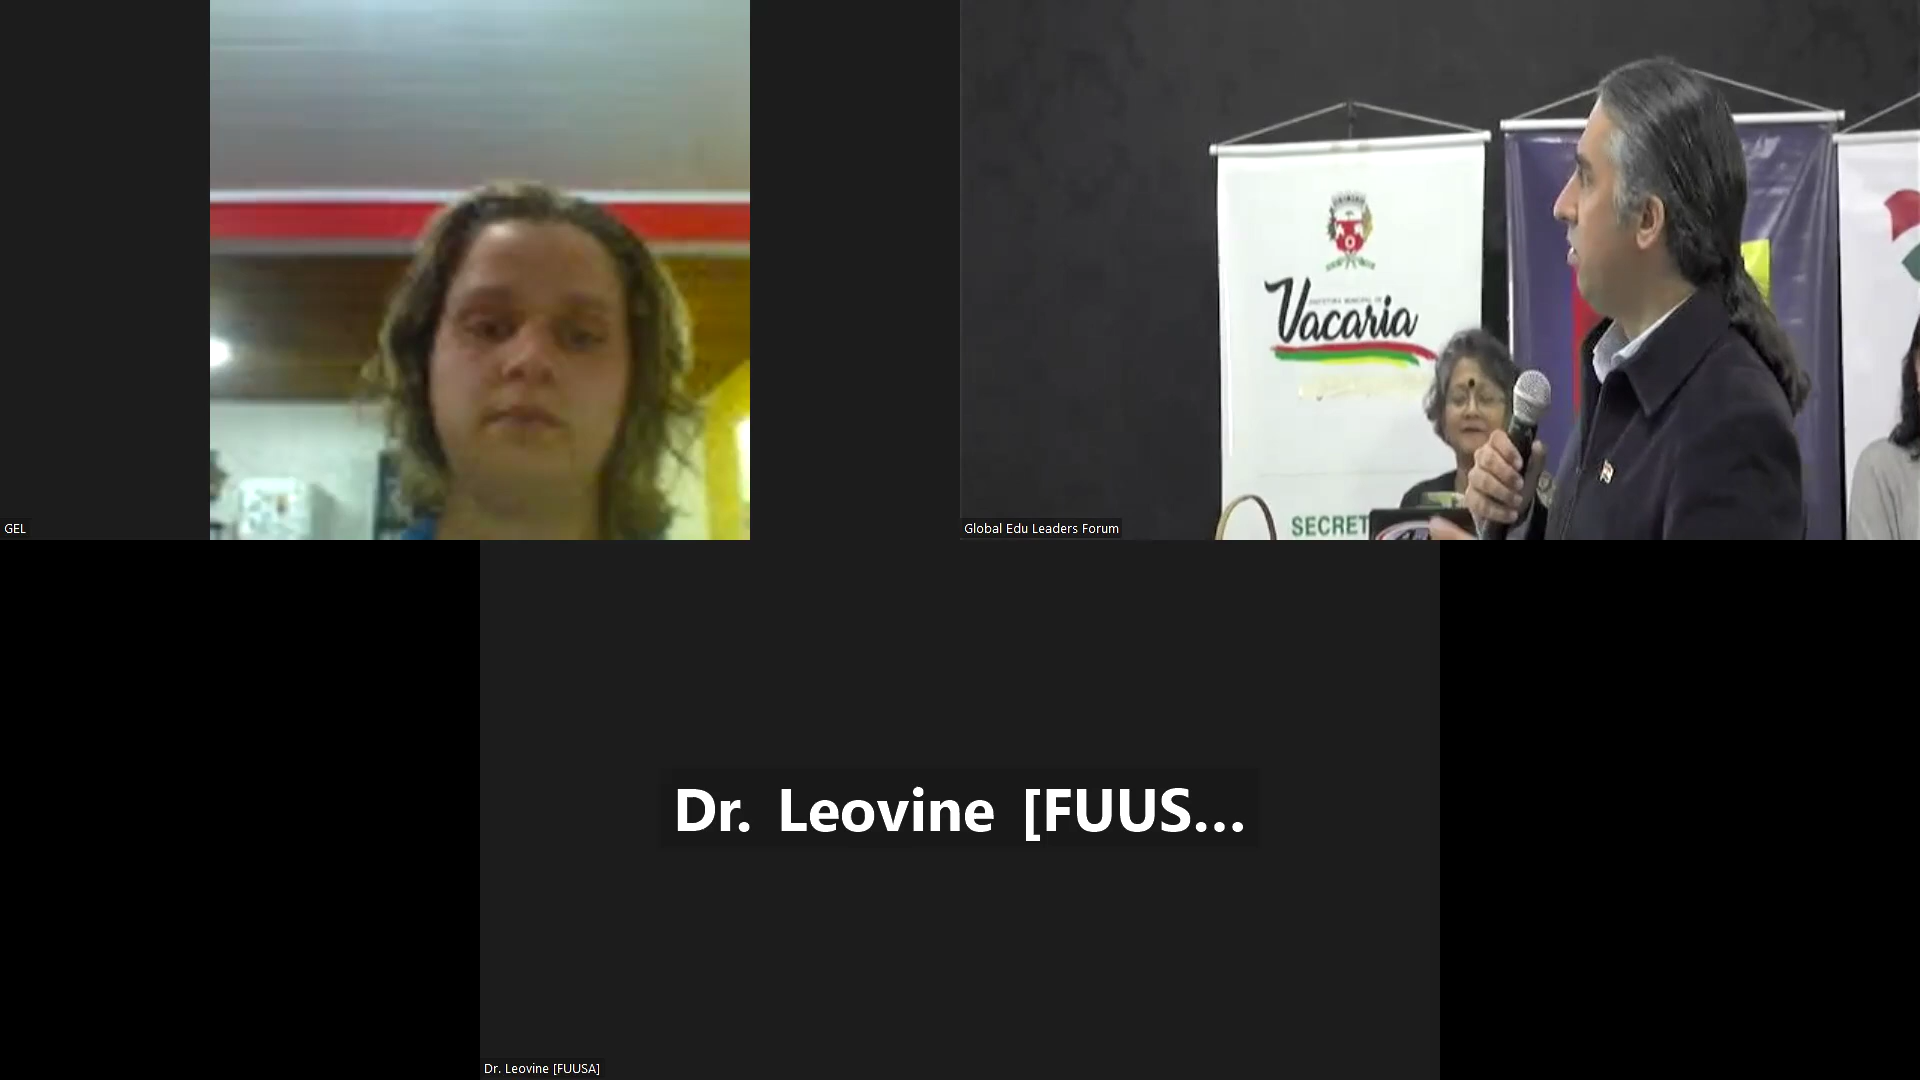 GEL
Vacaria
SECRET
Global Edu Leaders Forum
Dr. Leovine [FUUS...
Dr. Leovine [FUUSA]